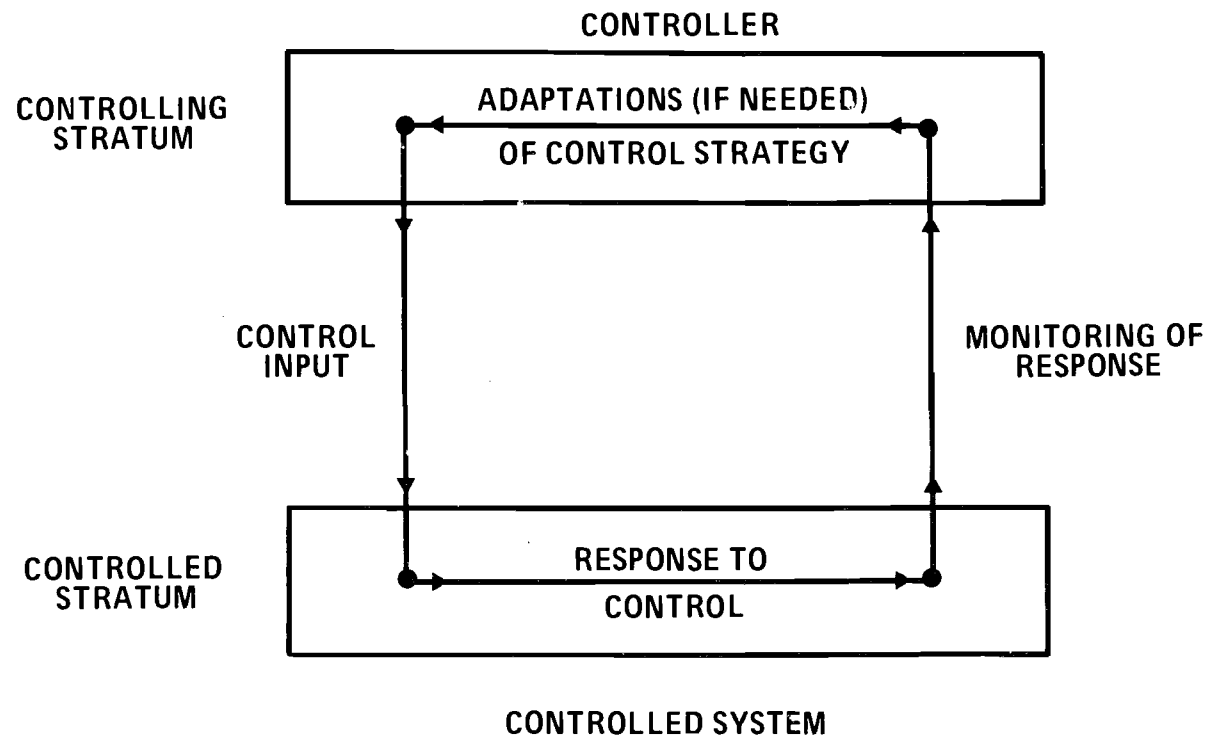 CONTROLLER
CONTROLLING
STRATUM
ADAPTATIONS (IF NEEDED)
OF CONTROL STRATEGY
CONTROL
INPUT
MONITORING OF
RESPONSE
CONTROLLED
STRATUM
RESPONSE TO
CONTROL
CONTROLLED SYSTEM